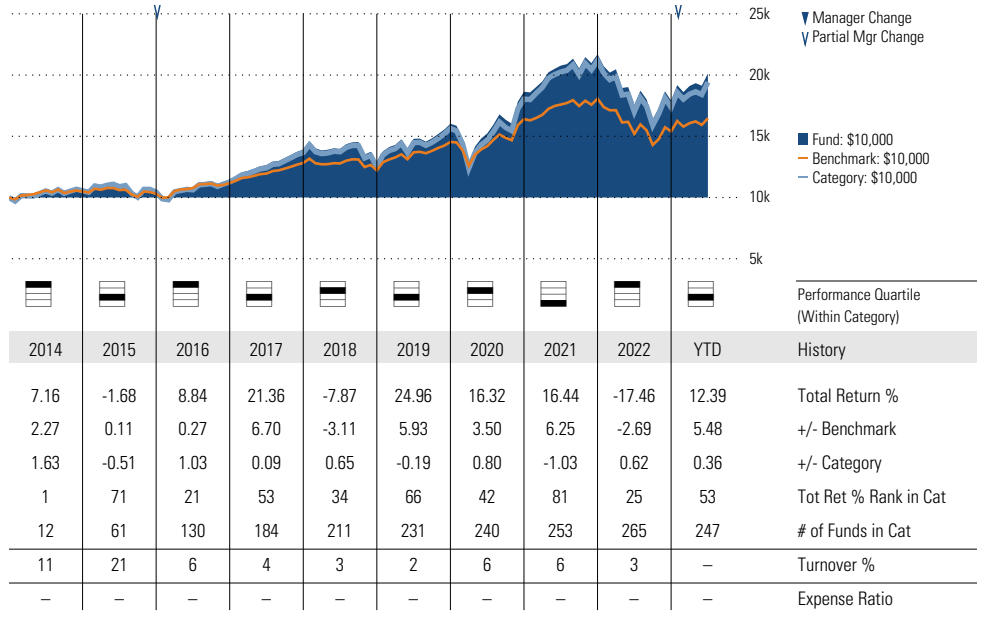 25k
Manager Change
Partial Mgr Change
20k
15k
Fund: $10,000
Benchmark: $10,000
Category: $10,000
10k
5k
Performance Quartile
(Within Category)
2014 2015 2016 2017 2018 2019 2020 2021 2022 YTD History
7.16 -1.68 8.84 21.36 -7.87 24.96 16.32 16.44 -17.46 12.39 Total Return %
2.27 0.11 0.27 6.70 -3.11 5.93 3.50 6.25 -2.69 5.48 +/- Benchmark
1.63 -0.51 1.03 0.09 0.65 -0.19 0.80 -1.03 0.62 0.36 +/- Category
1 71 21 53 34 66 42 81 25 53 Tot Ret % Rank in Cat
12 61 130 184 211 231 240 253 265 247 # of Funds in Cat
11 21 6 4 3 2 6 6 3 – Turnover %
– – – – – – – – – – Expense Ratio